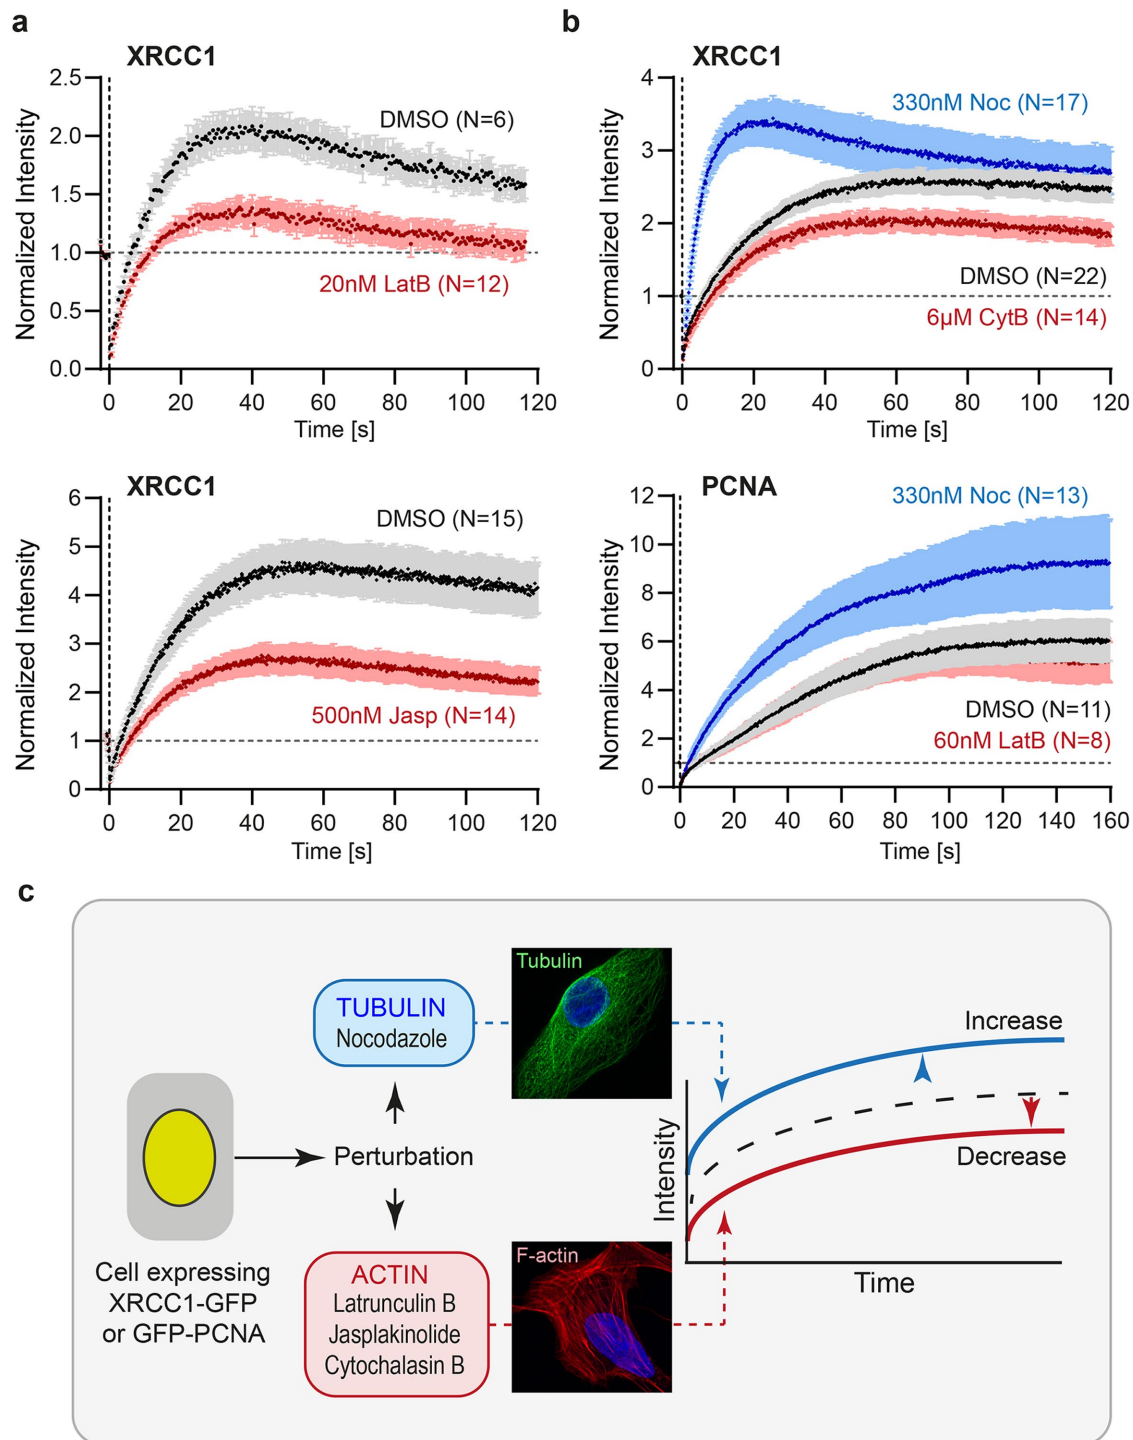 a
XRCC1
Normalized Intensity
2.5
2.0
1.5
1.0
0.5
0.0
DMSO (N=6)
20nM LatB (N=12)
0 20 40 60 80 100 120
Time [s]
XRCC1
Normalized Intensity
6
5
4
3
2
1
0
DMSO (N=15)
500nM Jasp (N=14)
0 20 40 60 80 100 120
Time [s]
b
XRCC1
Normalized Intensity
4
3
2
1
0
330nM Noc (N=17)
DMSO (N=22)
6µM CytB (N=14)
0 20 40 60 80 100 120
Time [s]
PCNA
Normalized Intensity
12
10
8
6
4
2
0
330nM Noc (N=13)
DMSO (N=11)
60nM LatB (N=8)
0 20 40 60 80 100 120 140 160
Time [s]
c
Cell expressing
XRCC1-GFP
or GFP-PCNA
Perturbation
TUBULIN
Nocodazole
ACTIN
Latrunculin B
Jasplakinolide
Cytochalasin B
Tubulin
F-actin
Intensity
Increase
Decrease
Time